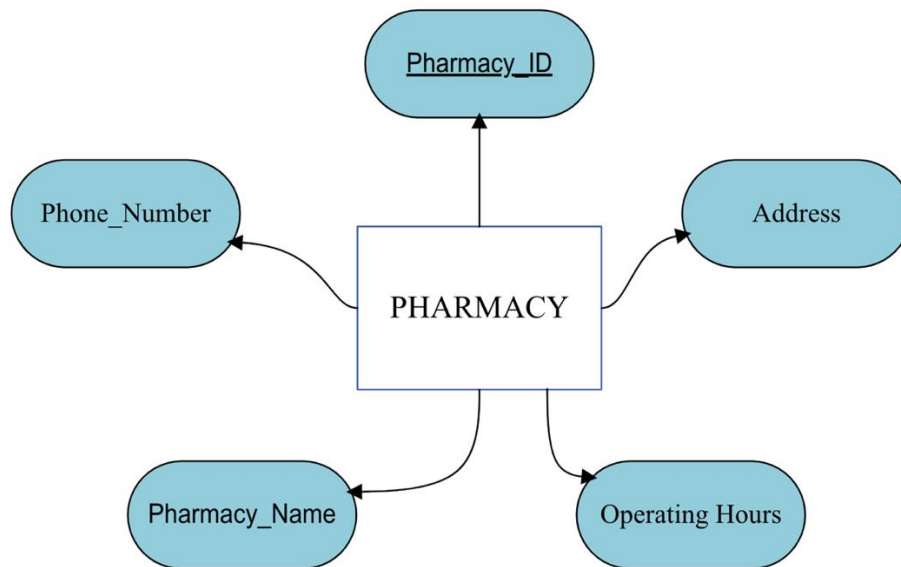 Pharmacy_ID
Phone_Number
Address
PHARMACY
Pharmacy_Name
Operating Hours